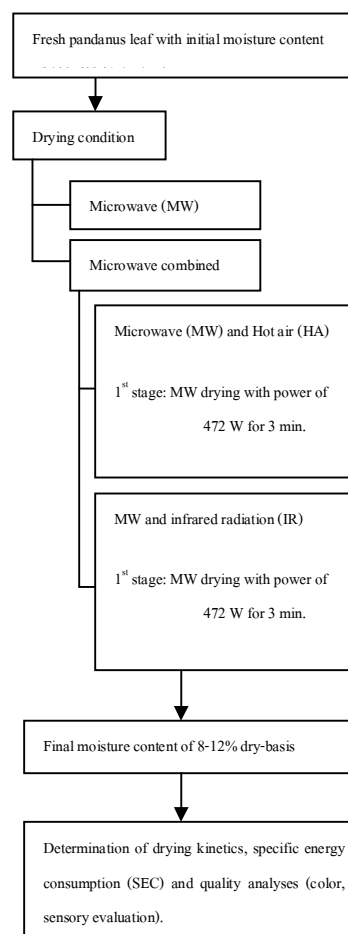 Fresh pandanus leaf with initial moisture content
Drying condition
Microwave (MW)
Microwave combined
Microwave (MW) and Hot air (HA)
1st stage: MW drying with power of
472 W for 3 min.
MW and infrared radiation (IR)
1st stage: MW drying with power of
472 W for 3 min.
Final moisture content of 8-12% dry-basis
Determination of drying kinetics, specific energy
consumption (SEC) and quality analyses (color,
sensory evaluation).